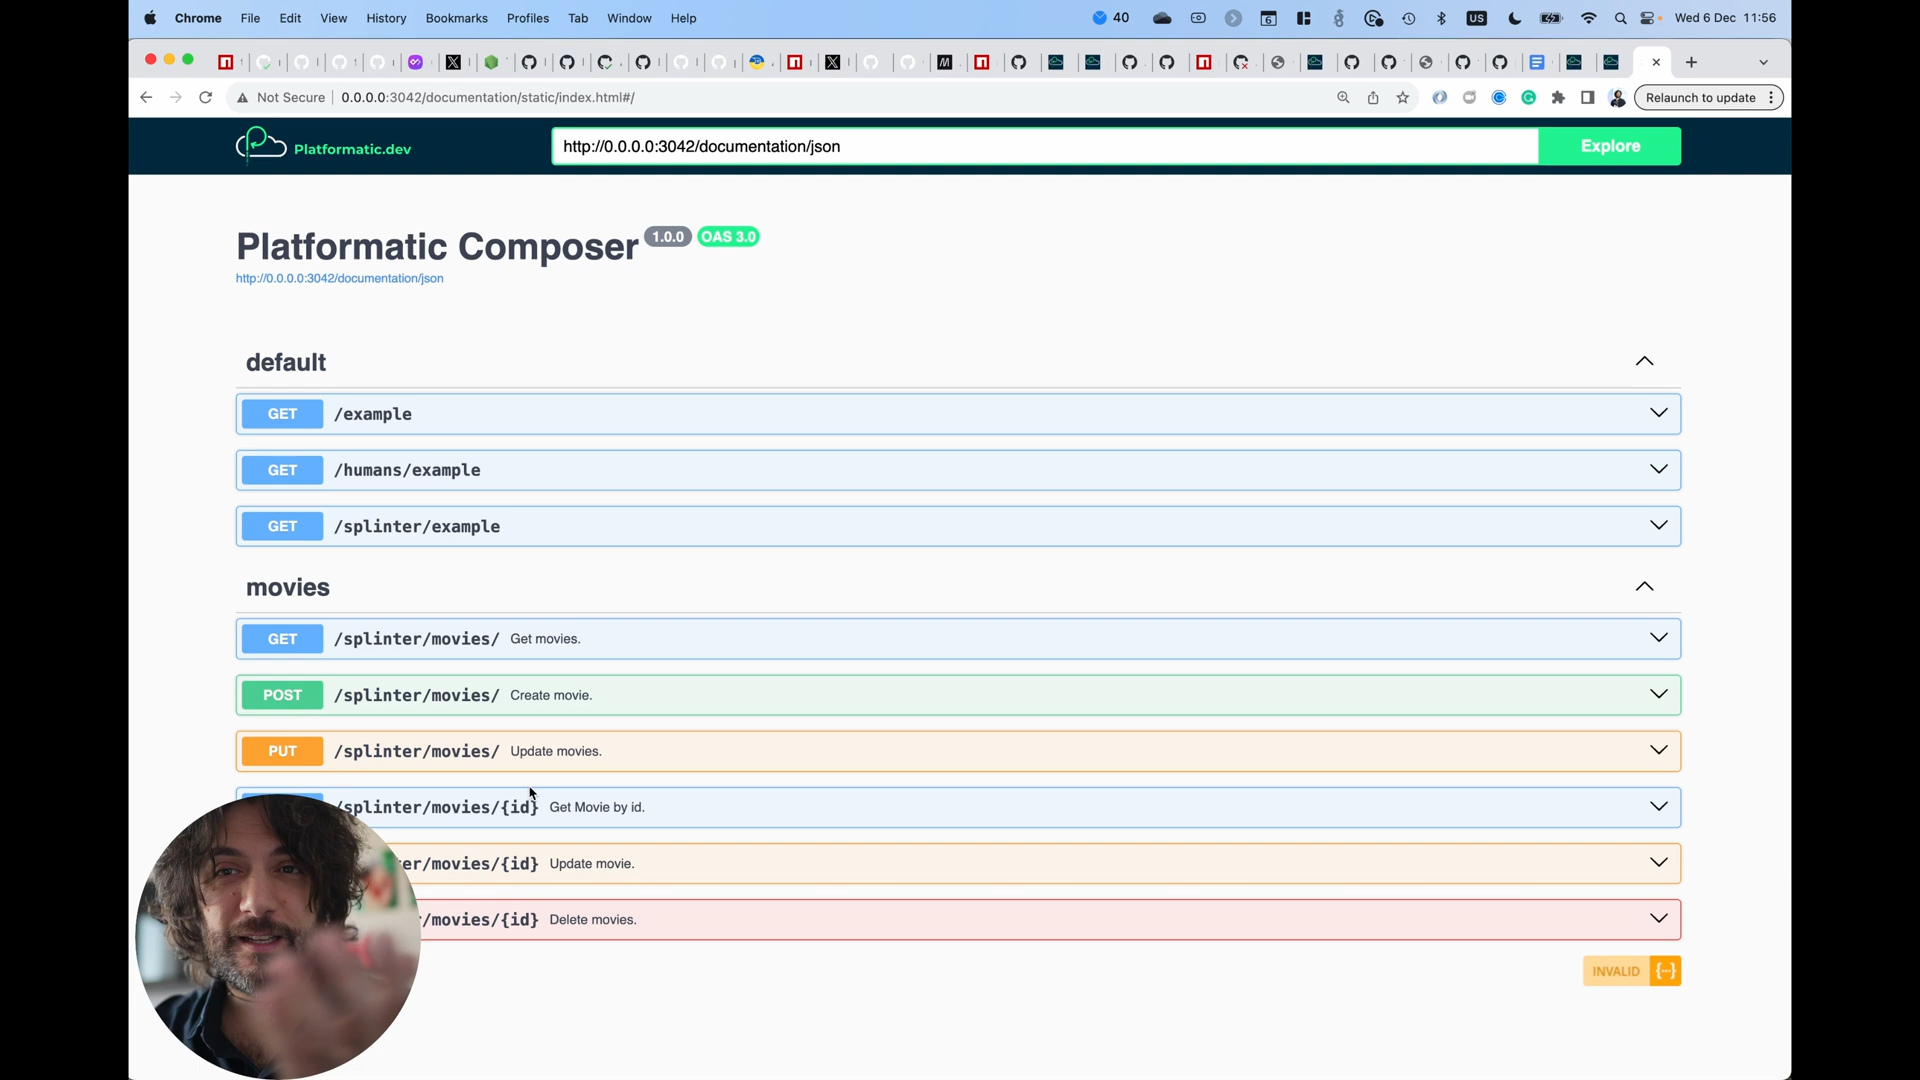 Chrome File Edit View History Bookmarks Profiles Tab Window Help 40 6 US Wed 6 Dec 11:56
Not Secure 0.0.0.0:3042/documentation/static/index.html#/ Relaunch to update
Platformatic.dev http://0.0.0.0:3042/documentation/json Explore
Platformatic Composer 1.0.0 OAS 3.0
http://0.0.0.0:3042/documentation/json
default
GET /example
GET /humans/example
GET /splinter/example
movies
GET /splinter/movies/ Get movies.
POST /splinter/movies/ Create movie.
PUT /splinter/movies/ Update movies.
/splinter/movies/{id} Get Movie by id.
er/movies/{id} Update movie.
/movies/{id} Delete movies.
INVALID {...}